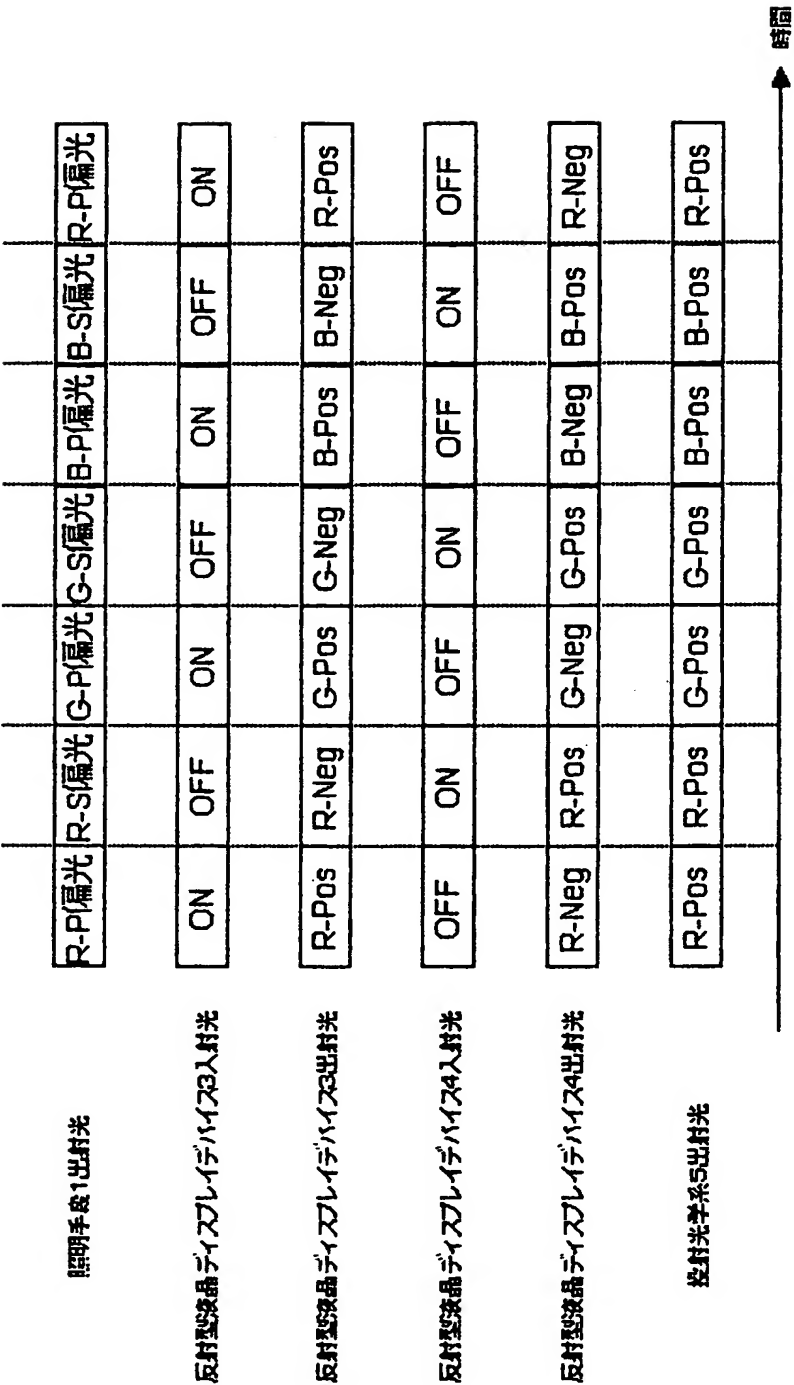 照明手段1出射光 R-P偏光 R-S偏光 G-P偏光 G-S偏光 B-P偏光 B-S偏光 R-P偏光
反射型液晶ディスプレイデバイス3入射光 ON OFF ON OFF ON OFF ON
反射型液晶ディスプレイデバイス3出射光 R-Pos R-Neg G-Pos G-Neg B-Pos B-Neg R-Pos
反射型液晶ディスプレイデバイス4入射光 OFF ON OFF ON OFF ON OFF
反射型液晶ディスプレイデバイス4出射光 R-Neg R-Pos G-Neg G-Pos B-Neg B-Pos R-Neg
投射光学系5出射光 R-Pos R-Pos G-Pos G-Pos B-Pos B-Pos R-Pos
時間